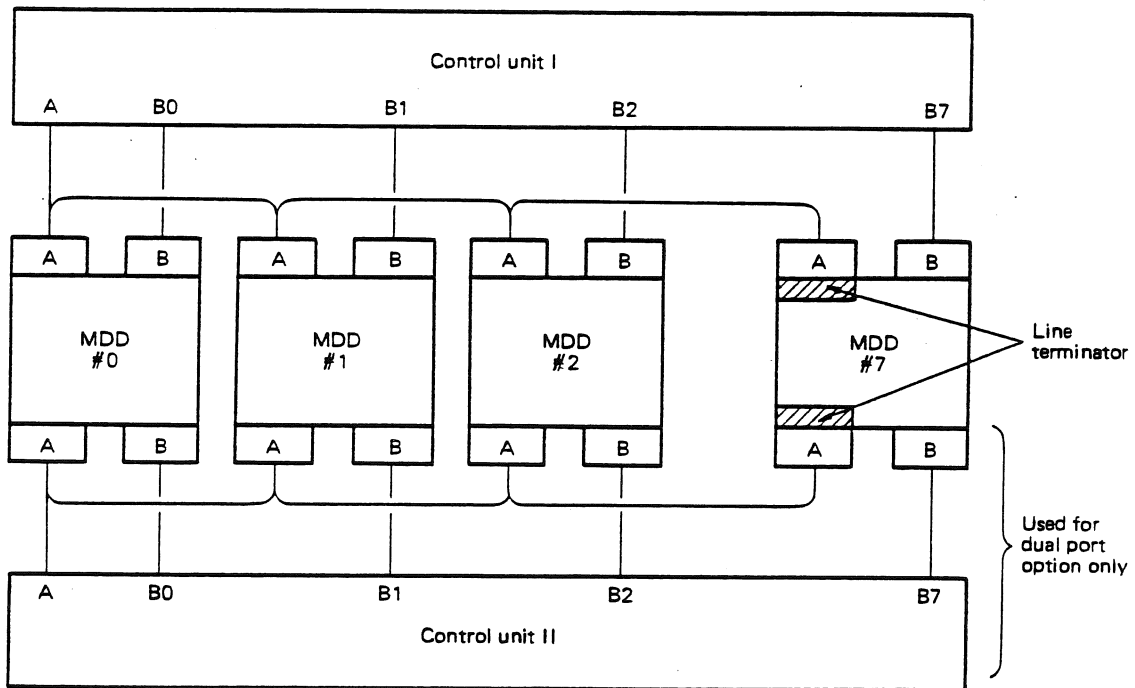 Control unit I
A B0 B1 B2 B7
A B A B A B A B
MDD
#0
MDD
#1
MDD
#2
MDD
#7
Line
terminator
A B A B A B A B
Used for
dual port
option only
A B0 B1 B2 B7
Control unit II